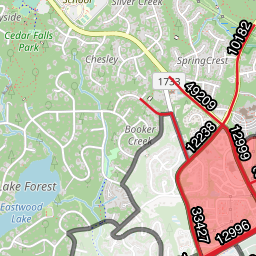 Silver Creek
School
yside
Cedar Falls
Park
Chesley
SpringCrest
10182
1733
49209
Booker
Creek
12238
12999
Lake Forest
Eastwood
Lake
33427
12996